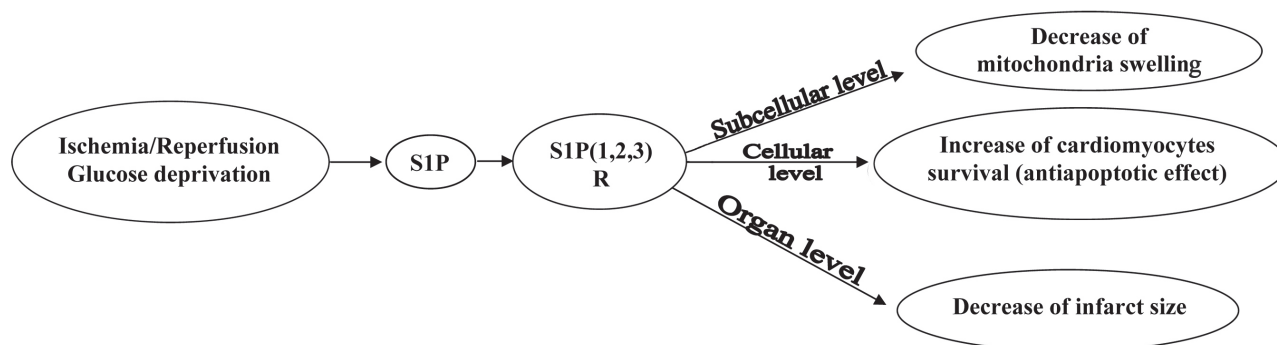 Ischemia/Reperfusion
Glucose deprivation
S1P
S1P(1,2,3)
R
Subcellular level
Decrease of
mitochondria swelling
Cellular
level
Increase of cardiomyocytes
survival (antiapoptotic effect)
Organ level
Decrease of infarct size